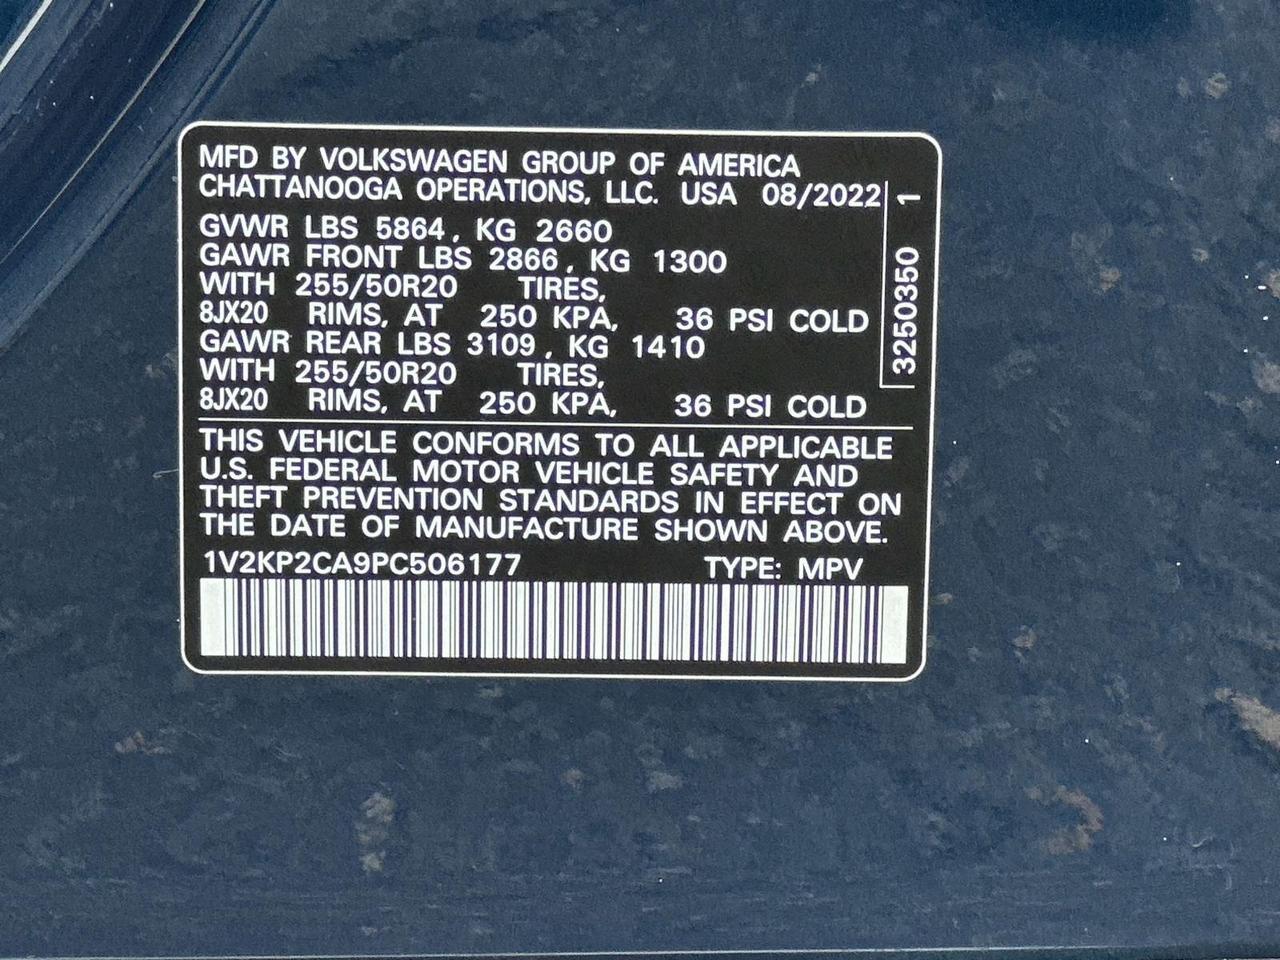 MFD BY VOLKSWAGEN GROUP OF AMERICA
CHATTANOOGA OPERATIONS, LLC. USA 08/2022
GVWR LBS 5864, KG 2660
GAWR FRONT LBS 2866, KG 1300
WITH 255/50R20 TIRES,
8JX20 RIMS, AT 250 KPA, 36 PSI COLD
GAWR REAR LBS 3109, KG 1410
WITH 255/50R20 TIRES,
8JX20 RIMS, AT 250 KPA, 36 PSI COLD
3250350 1
THIS VEHICLE CONFORMS TO ALL APPLICABLE
U.S. FEDERAL MOTOR VEHICLE SAFETY AND
THEFT PREVENTION STANDARDS IN EFFECT ON
THE DATE OF MANUFACTURE SHOWN ABOVE.
1V2KP2CA9PC506177 TYPE: MPV